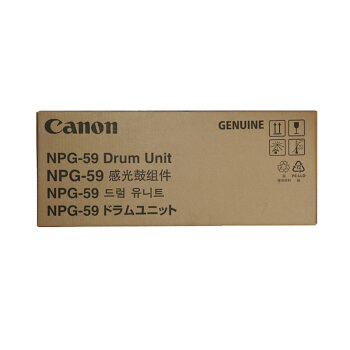 Canon
GENUINE
NPG-59 Drum Unit
NPG-59 感光鼓组件
NPG-59 드럼 유니트
NPG-59 ドラムユニット